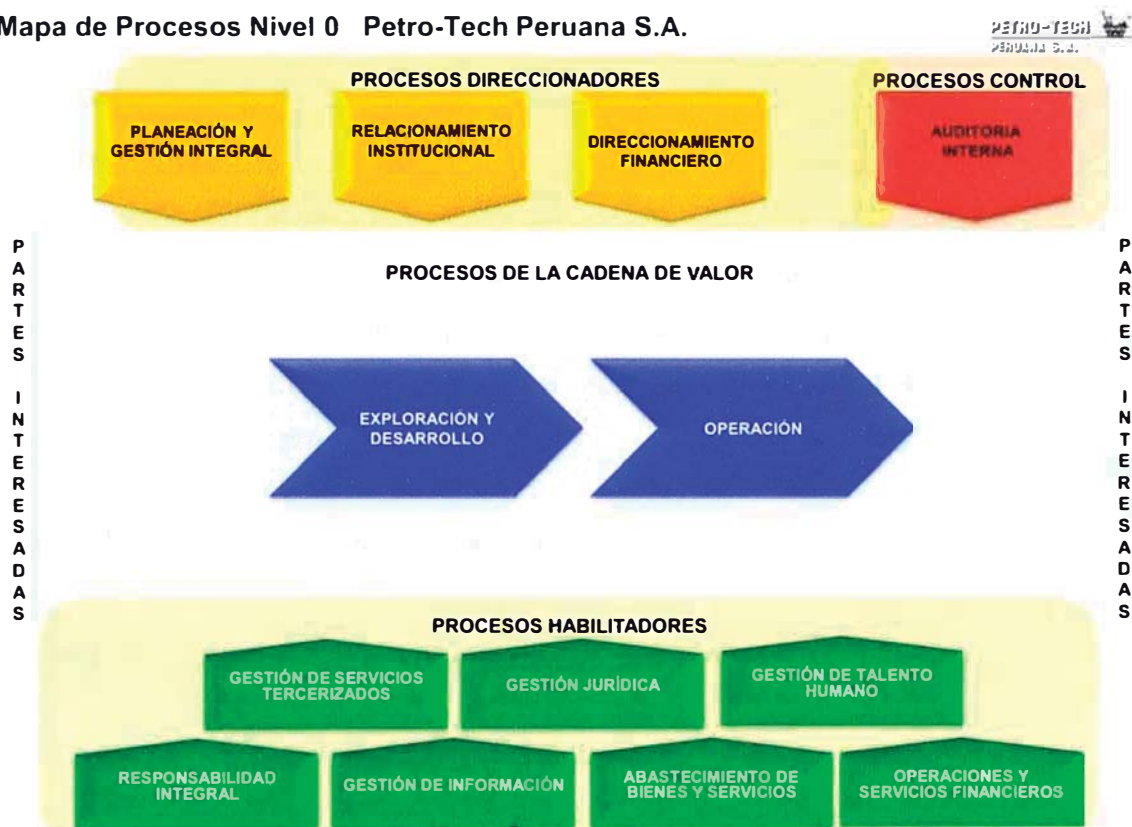 Mapa de Procesos Nivel 0 Petro-Tech Peruana S.A.
PETRO-TECH
PERUANA S.A.
PROCESOS DIRECCIONADORES
PROCESOS CONTROL
PLANEACIÓN Y
GESTIÓN INTEGRAL
RELACIONAMIENTO
INSTITUCIONAL
DIRECCIONAMIENTO
FINANCIERO
AUDITORIA
INTERNA
PARTES INTERESADAS
PROCESOS DE LA CADENA DE VALOR
EXPLORACIÓN Y
DESARROLLO
OPERACIÓN
PARTES INTERESADAS
PROCESOS HABILITADORES
GESTIÓN DE SERVICIOS
TERCERIZADOS
GESTIÓN JURÍDICA
GESTIÓN DE TALENTO
HUMANO
RESPONSABILIDAD
INTEGRAL
GESTIÓN DE INFORMACIÓN
ABASTECIMIENTO DE
BIENES Y SERVICIOS
OPERACIONES Y
SERVICIOS FINANCIEROS